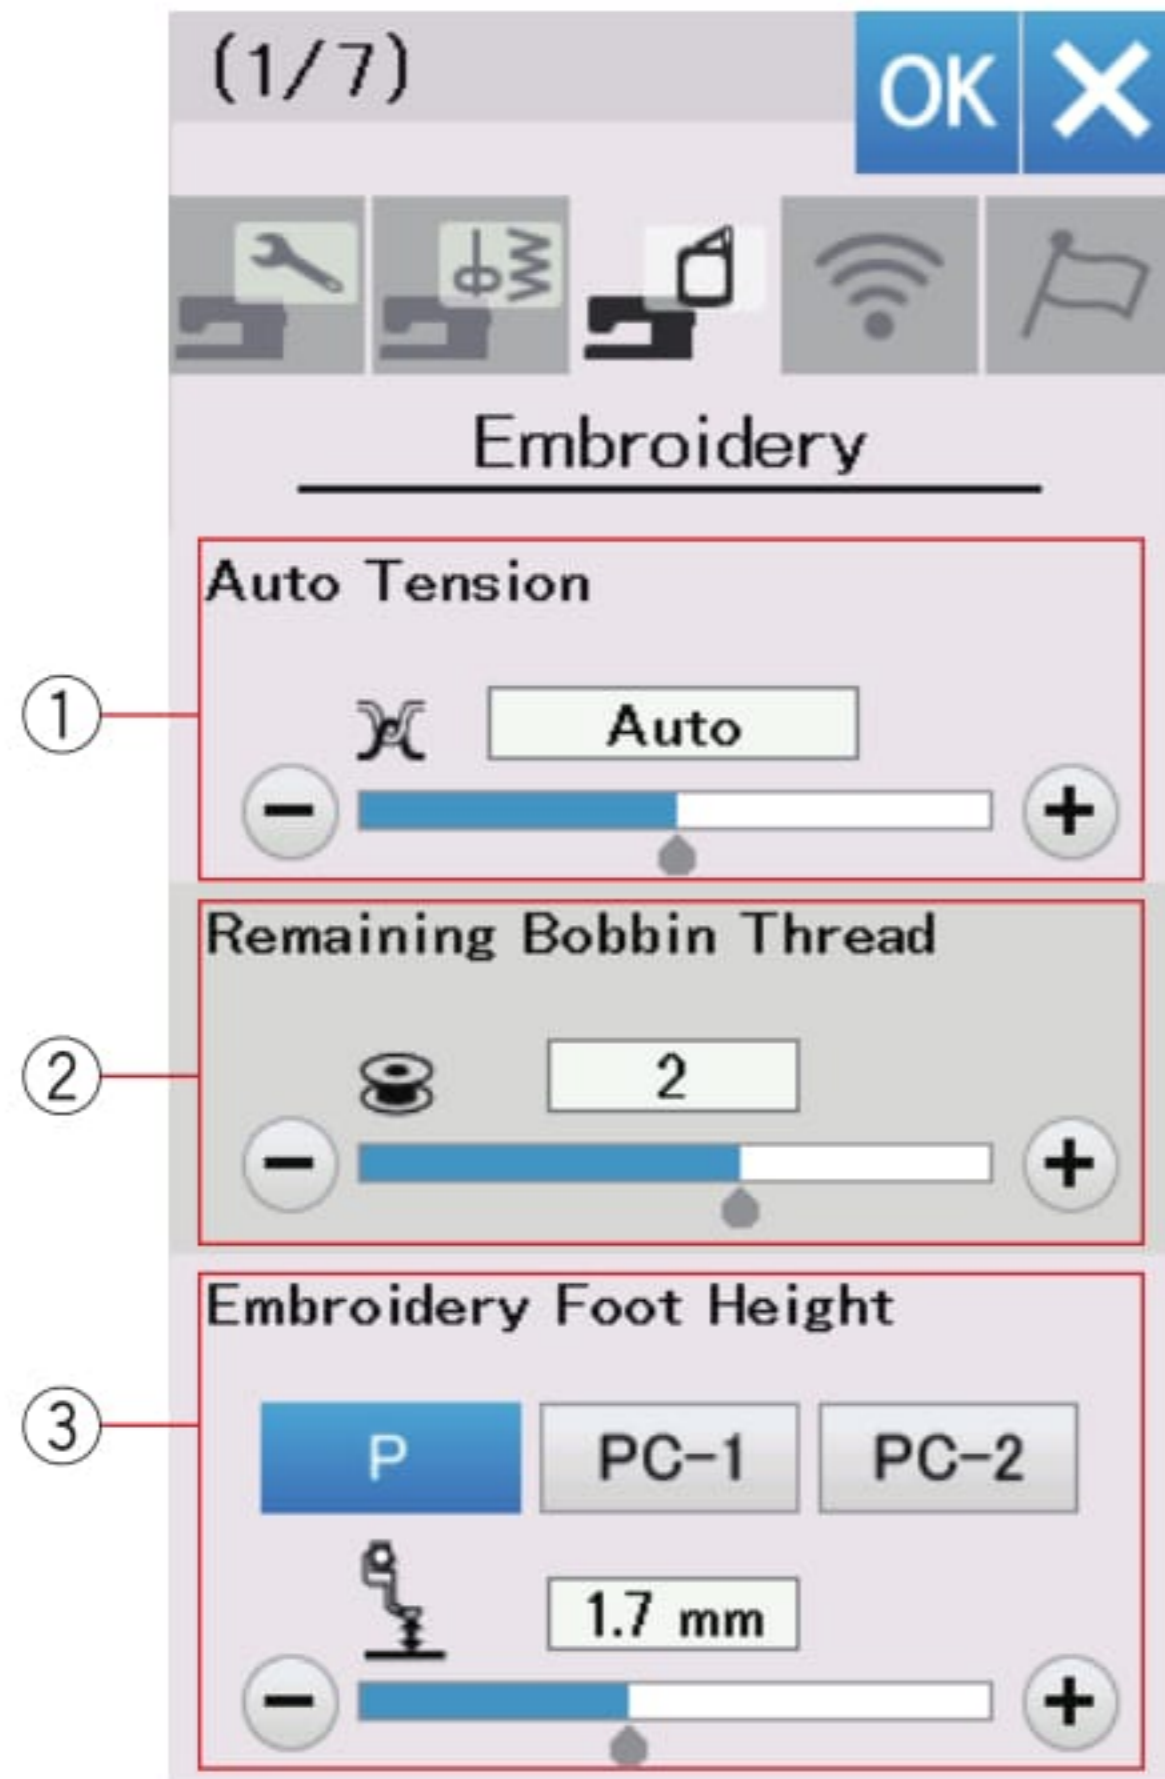 (1/7) OK ×
Embroidery
Auto Tension
① Auto
− +
Remaining Bobbin Thread
② 2
− +
Embroidery Foot Height
③ P PC-1 PC-2
1.7 mm
− +